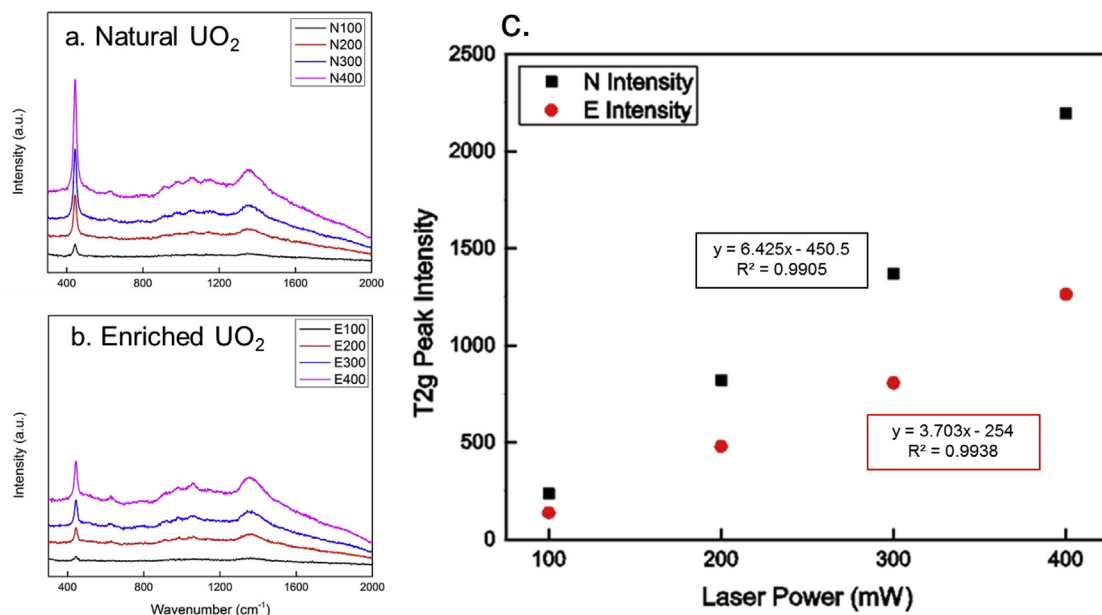 a. Natural UO₂
N100
N200
N300
N400
Intensity (a.u.)
400 800 1200 1600 2000
b. Enriched UO₂
E100
E200
E300
E400
Intensity (a.u.)
400 800 1200 1600 2000
Wavenumber (cm⁻¹)
C.
N Intensity
E Intensity
2500
2000
1500
1000
500
0
T2g Peak Intensity
y = 6.425x - 450.5
R² = 0.9905
y = 3.703x - 254
R² = 0.9938
100 200 300 400
Laser Power (mW)